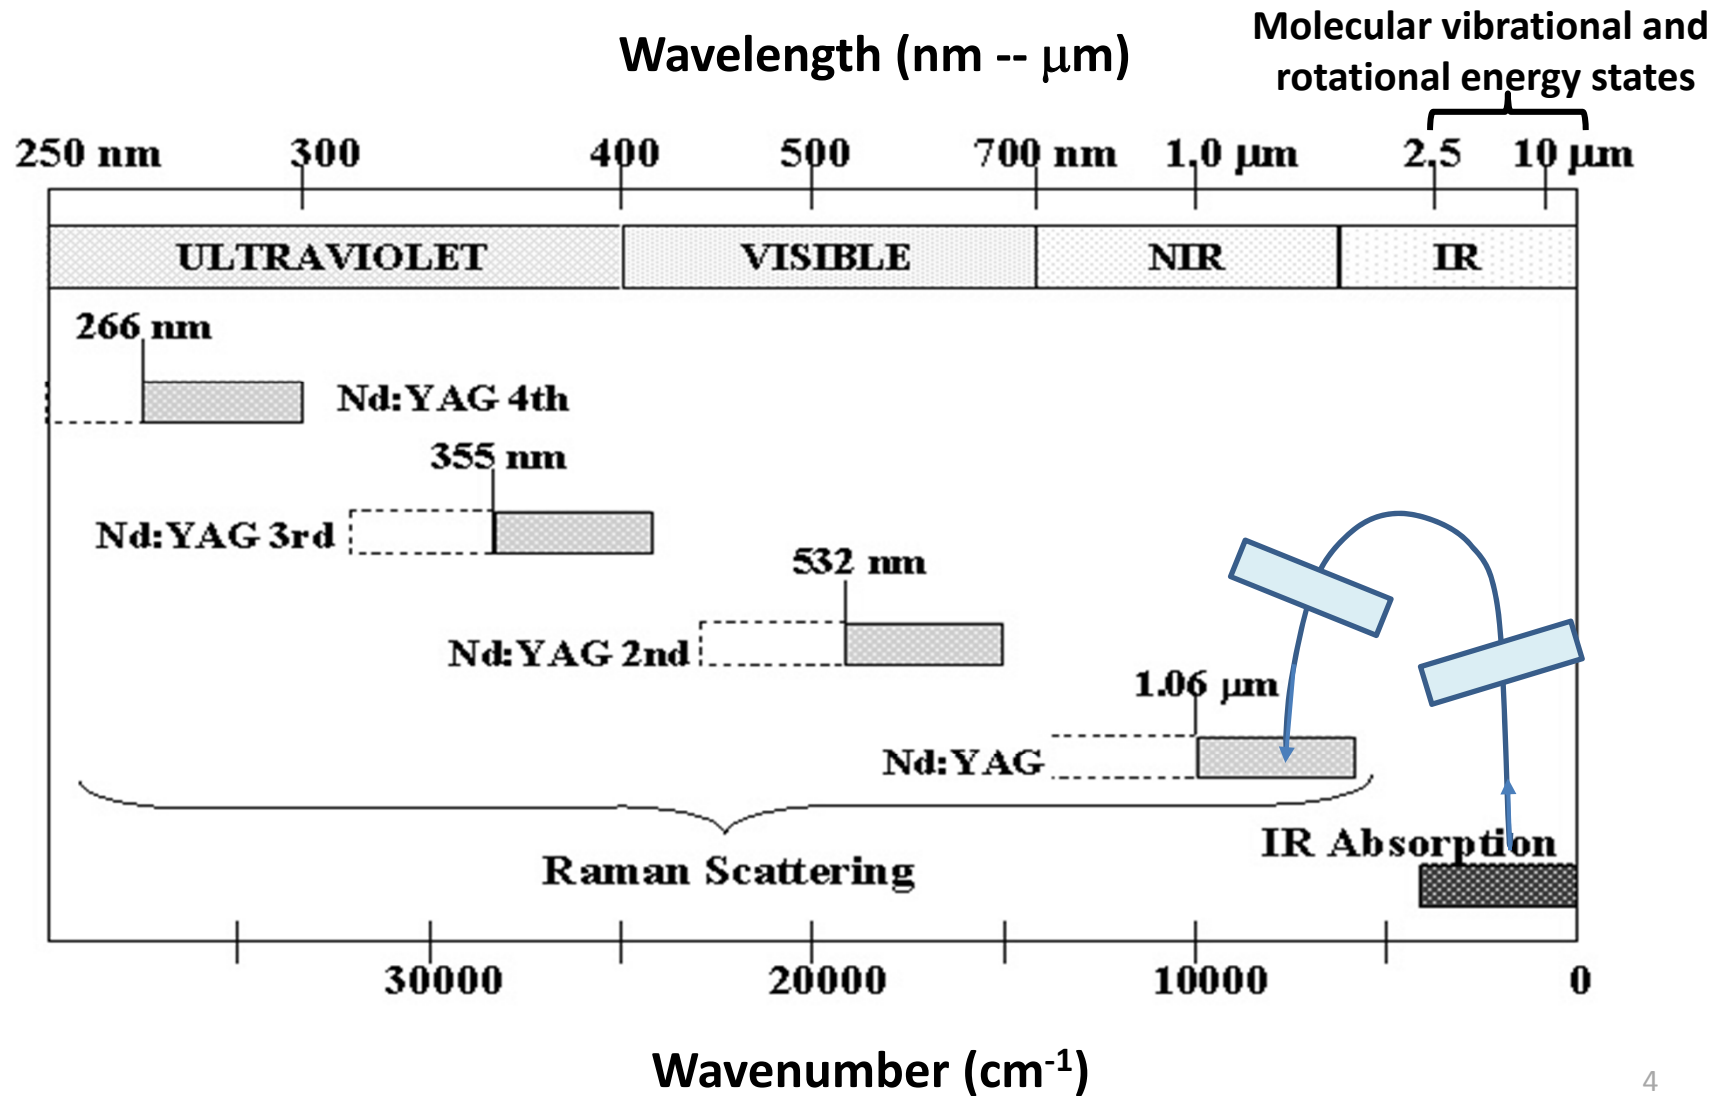 Molecular vibrational and
rotational energy states
Wavelength (nm -- μm)
250 nm 300 400 500 700 nm 1.0 μm 2.5 10 μm
ULTRAVIOLET VISIBLE NIR IR
266 nm
Nd:YAG 4th
355 nm
Nd:YAG 3rd
532 nm
Nd:YAG 2nd
1.06 μm
Nd:YAG
IR Absorption
Raman Scattering
30000 20000 10000 0
Wavenumber (cm-1)
4